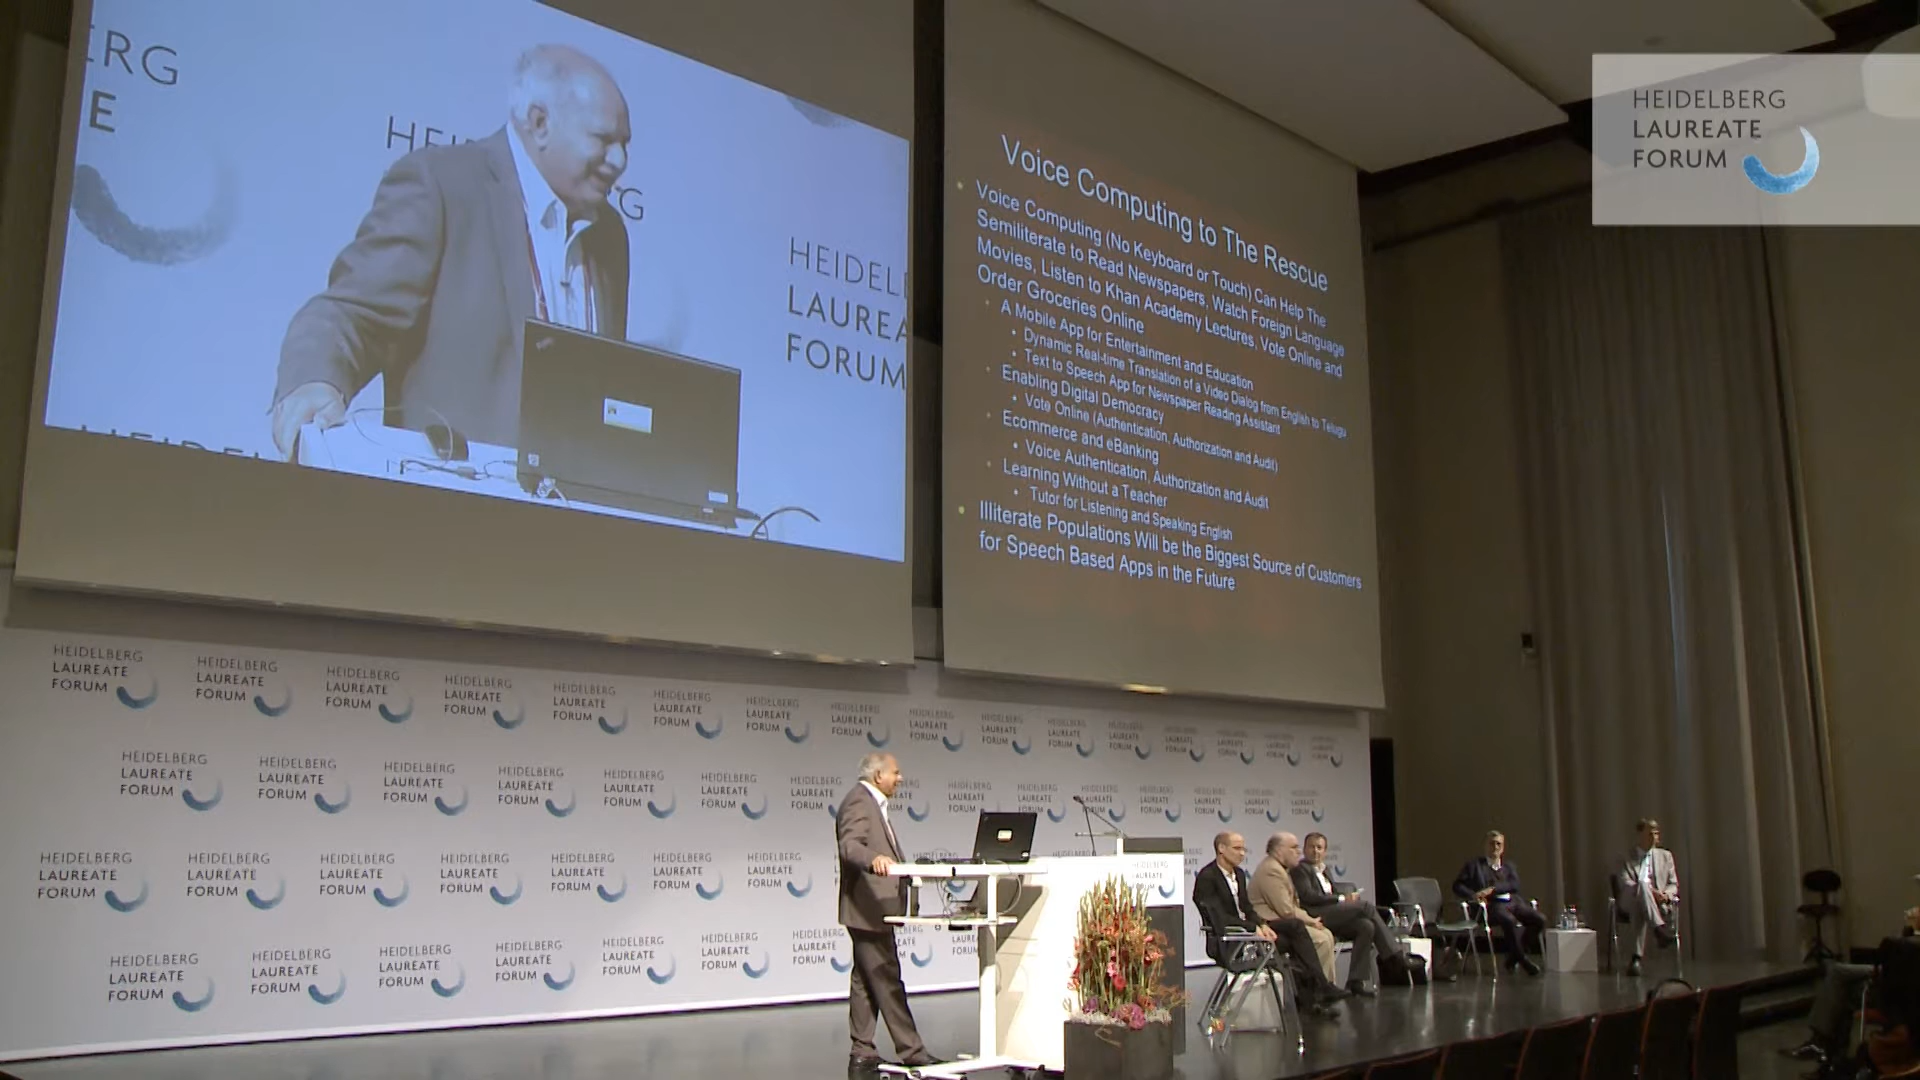 HEIDELBERG
LAUREATE
FORUM
ERG
E
G
HEIDEL
LAUREA
FORUM
Voice Computing to The Rescue
Voice Computing (No Keyboard or Touch) Can Help The
Semiliterate to Read Newspapers, Watch Foreign Language
Movies, Listen to Khan Academy Lectures, Vote Online and
Order Groceries Online
A Mobile App for Entertainment and Education
Dynamic Real-time Translation of a Video Dialog from English to Telugu
Text to Speech App for Newspaper Reading Assistant
Enabling Digital Democracy
Vote Online (Authentication, Authorization and Audit)
Ecommerce and eBanking
Voice Authentication, Authorization and Audit
Learning Without a Teacher
Tutor for Listening and Speaking English
Illiterate Populations Will be the Biggest Source of Customers
for Speech Based Apps in the Future
HEIDELBERG
LAUREATE
FORUM